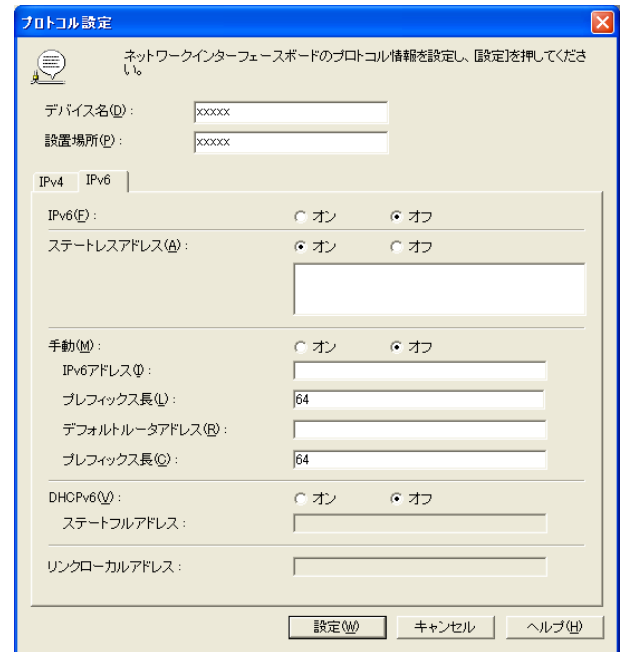 プロトコル設定
ネットワークインターフェースボードのプロトコル情報を設定し、[設定]を押してくださ
い。
デバイス名(D): xxxxx
設置場所(P): xxxxx
IPv4 IPv6
IPv6(F): オン オフ
ステートレスアドレス(A): オン オフ
手動(M): オン オフ
IPv6アドレス(I):
プレフィックス長(L): 64
デフォルトルータアドレス(R):
プレフィックス長(C): 64
DHCPv6(V): オン オフ
ステートフルアドレス:
リンクローカルアドレス:
設定(W) キャンセル ヘルプ(H)